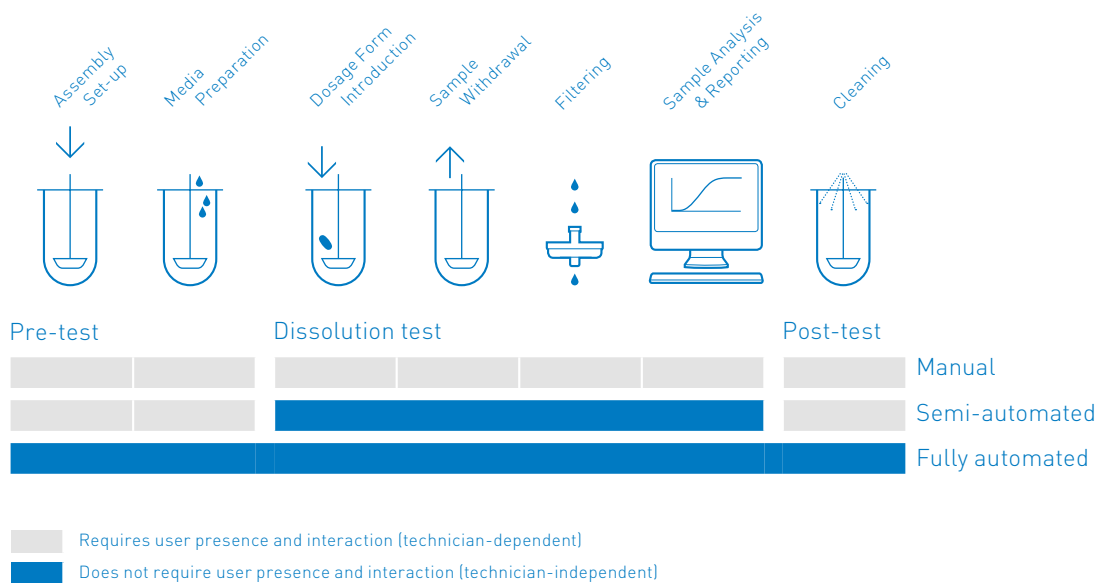 Assembly
Set-up
Media
Preparation
Dosage Form
Introduction
Sample
Withdrawal
Filtering
Sample Analysis
& Reporting
Cleaning
Pre-test
Dissolution test
Post-test
Manual
Semi-automated
Fully automated
Requires user presence and interaction (technician-dependent)
Does not require user presence and interaction (technician-independent)